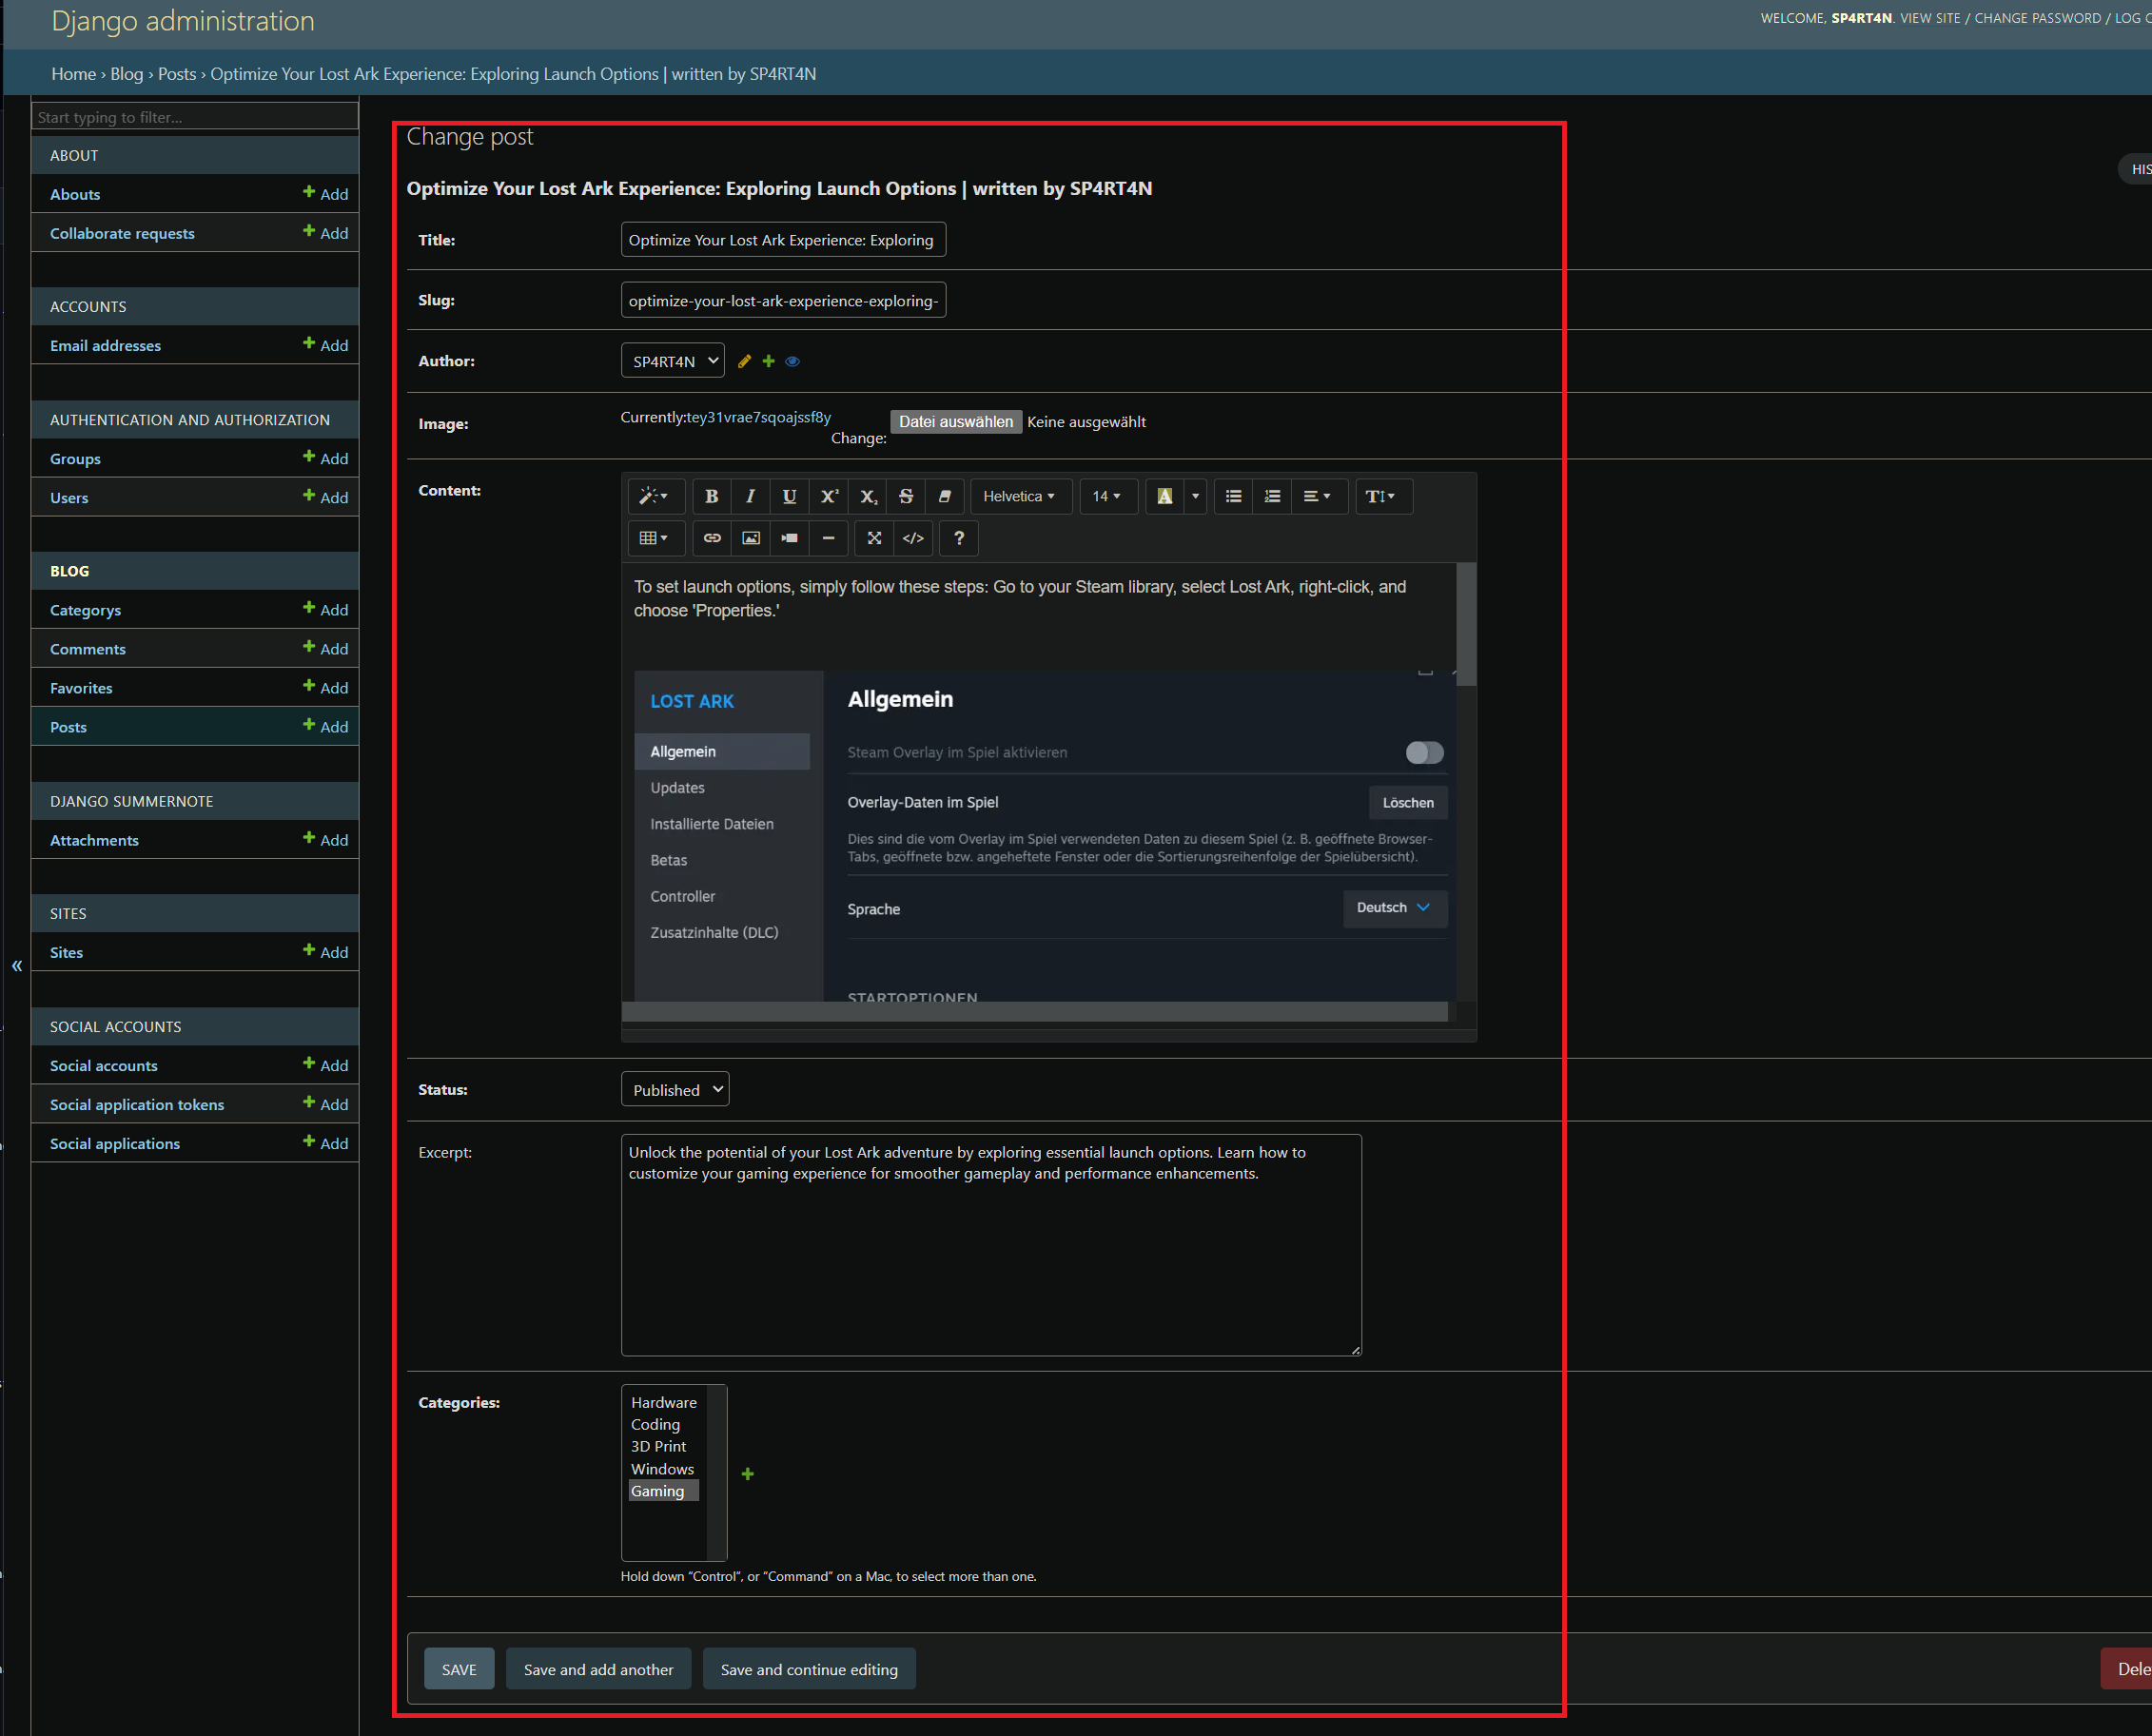 Django administration
WELCOME, SP4RT4N. VIEW SITE / CHANGE PASSWORD / LOG
Home › Blog › Posts › Optimize Your Lost Ark Experience: Exploring Launch Options | written by SP4RT4N
Start typing to filter...
ABOUT
Abouts Add
Collaborate requests Add
ACCOUNTS
Email addresses Add
AUTHENTICATION AND AUTHORIZATION
Groups Add
Users Add
BLOG
Categorys Add
Comments Add
Favorites Add
Posts Add
DJANGO SUMMERNOTE
Attachments Add
SITES
Sites Add
«
SOCIAL ACCOUNTS
Social accounts Add
Social application tokens Add
Social applications Add
Change post
HIS
Optimize Your Lost Ark Experience: Exploring Launch Options | written by SP4RT4N
Title: Optimize Your Lost Ark Experience: Exploring
Slug: optimize-your-lost-ark-experience-exploring-
Author: SP4RT4N
Image: Currently:tey31vrae7sqoajssf8y Change: Datei auswählen Keine ausgewählt
Content:
B I U X² X₂ S Helvetica 14 A T
</> ?
To set launch options, simply follow these steps: Go to your Steam library, select Lost Ark, right-click, and
choose 'Properties.'
LOST ARK
Allgemein
Updates
Installierte Dateien
Betas
Controller
Zusatzinhalte (DLC)
Allgemein
Steam Overlay im Spiel aktivieren
Overlay-Daten im Spiel Löschen
Dies sind die vom Overlay im Spiel verwendeten Daten zu diesem Spiel (z. B. geöffnete Browser-
Tabs, geöffnete bzw. angeheftete Fenster oder die Sortierungsreihenfolge der Spielübersicht).
Sprache Deutsch
STARTOPTIONEN
Status: Published
Excerpt: Unlock the potential of your Lost Ark adventure by exploring essential launch options. Learn how to
customize your gaming experience for smoother gameplay and performance enhancements.
Categories:
Hardware
Coding
3D Print
Windows
Gaming
Hold down “Control”, or “Command” on a Mac, to select more than one.
SAVE Save and add another Save and continue editing Dele